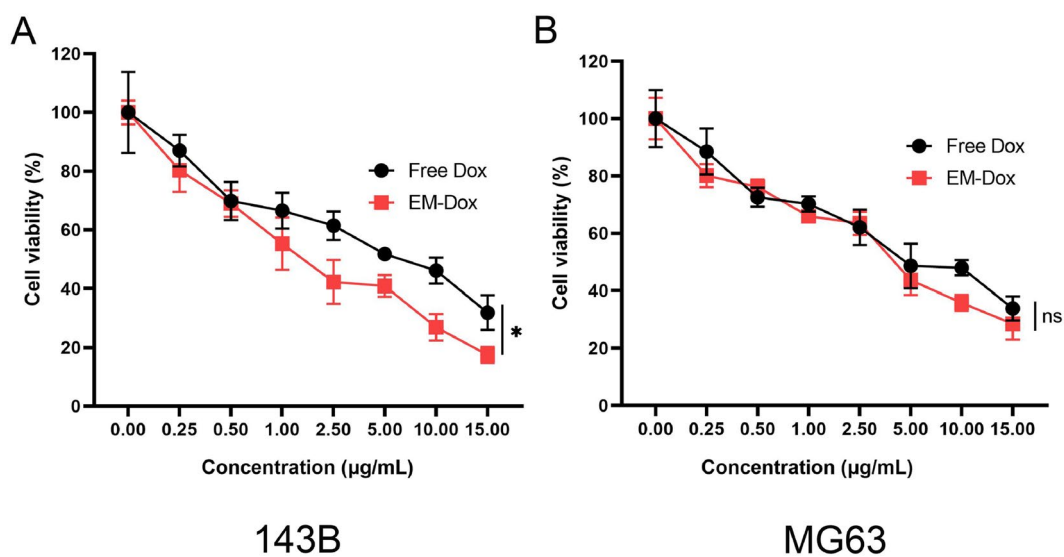 A
120
100
80
60
40
20
0
Cell viability (%)
Free Dox
EM-Dox
*
0.00 0.25 0.50 1.00 2.50 5.00 10.00 15.00
Concentration (μg/mL)
143B
B
120
100
80
60
40
20
0
Cell viability (%)
Free Dox
EM-Dox
ns
0.00 0.25 0.50 1.00 2.50 5.00 10.00 15.00
Concentration (μg/mL)
MG63